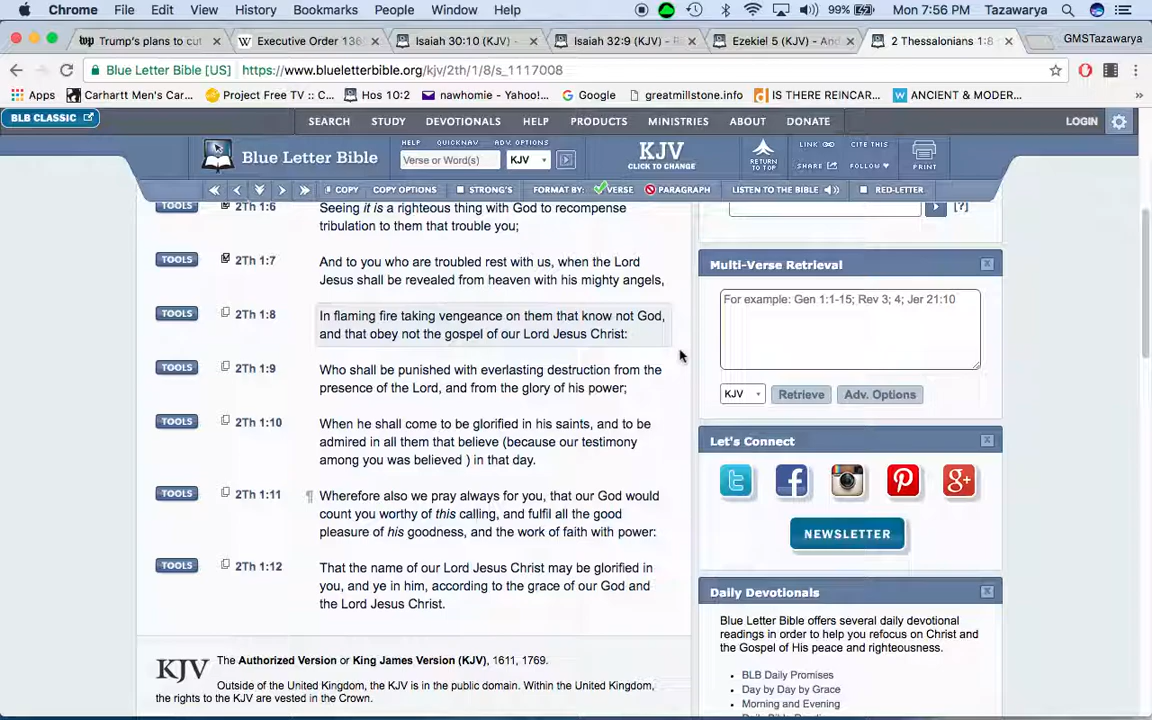 Chrome File Edit View History Bookmarks People Window Help 99% Mon 7:56 PM Tazawarya
Trump's plans to cut Executive Order 136 Isaiah 30:10 (KJV) - Isaiah 32:9 (KJV) - R Ezekiel 5 (KJV) - And 2 Thessalonians 1:8 GMSTazawarya
Blue Letter Bible [US] https://www.blueletterbible.org/kjv/2th/1/8/s_1117008
Apps Carhartt Men's Car... Project Free TV :: C... Hos 10:2 nawhomie - Yahoo!... Google greatmillstone.info IS THERE REINCAR... ANCIENT & MODER... »
BLB CLASSIC SEARCH STUDY DEVOTIONALS HELP PRODUCTS MINISTRIES ABOUT DONATE LOGIN
HELP QUICKNAV ADV. OPTIONS
Blue Letter Bible Verse or Word(s) KJV KJV CLICK TO CHANGE RETURN TO TOP LINK CITE THIS SHARE FOLLOW PRINT
COPY COPY OPTIONS STRONG'S FORMAT BY: VERSE PARAGRAPH LISTEN TO THE BIBLE RED-LETTER
TOOLS 2Th 1:6 Seeing it is a righteous thing with God to recompense
tribulation to them that trouble you;
TOOLS 2Th 1:7 And to you who are troubled rest with us, when the Lord
Jesus shall be revealed from heaven with his mighty angels,
TOOLS 2Th 1:8 In flaming fire taking vengeance on them that know not God,
and that obey not the gospel of our Lord Jesus Christ:
TOOLS 2Th 1:9 Who shall be punished with everlasting destruction from the
presence of the Lord, and from the glory of his power;
TOOLS 2Th 1:10 When he shall come to be glorified in his saints, and to be
admired in all them that believe (because our testimony
among you was believed ) in that day.
TOOLS 2Th 1:11 ¶ Wherefore also we pray always for you, that our God would
count you worthy of this calling, and fulfil all the good
pleasure of his goodness, and the work of faith with power:
TOOLS 2Th 1:12 That the name of our Lord Jesus Christ may be glorified in
you, and ye in him, according to the grace of our God and
the Lord Jesus Christ.
KJV The Authorized Version or King James Version (KJV), 1611, 1769.
Outside of the United Kingdom, the KJV is in the public domain. Within the United Kingdom,
the rights to the KJV are vested in the Crown.
[?]
Multi-Verse Retrieval
For example: Gen 1:1-15; Rev 3; 4; Jer 21:10
KJV Retrieve Adv. Options
Let's Connect
NEWSLETTER
Daily Devotionals
Blue Letter Bible offers several daily devotional
readings in order to help you refocus on Christ and
the Gospel of His peace and righteousness.
• BLB Daily Promises
• Day by Day by Grace
• Morning and Evening